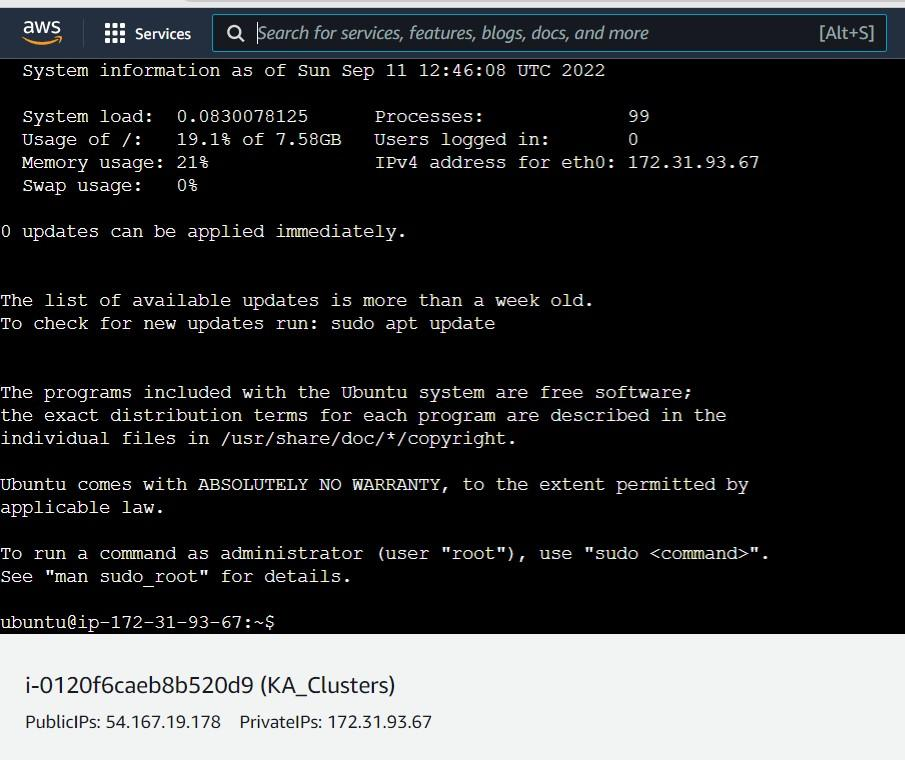 aws Services Search for services, features, blogs, docs, and more [Alt+S]
System information as of Sun Sep 11 12:46:08 UTC 2022
System load: 0.0830078125 Processes: 99
Usage of /: 19.1% of 7.58GB Users logged in: 0
Memory usage: 21% IPv4 address for eth0: 172.31.93.67
Swap usage: 0%
0 updates can be applied immediately.
The list of available updates is more than a week old.
To check for new updates run: sudo apt update
The programs included with the Ubuntu system are free software;
the exact distribution terms for each program are described in the
individual files in /usr/share/doc/*/copyright.
Ubuntu comes with ABSOLUTELY NO WARRANTY, to the extent permitted by
applicable law.
To run a command as administrator (user "root"), use "sudo <command>".
See "man sudo_root" for details.
ubuntu@ip-172-31-93-67:~$
i-0120f6caeb8b520d9 (KA_Clusters)
PublicIPs: 54.167.19.178 PrivateIPs: 172.31.93.67